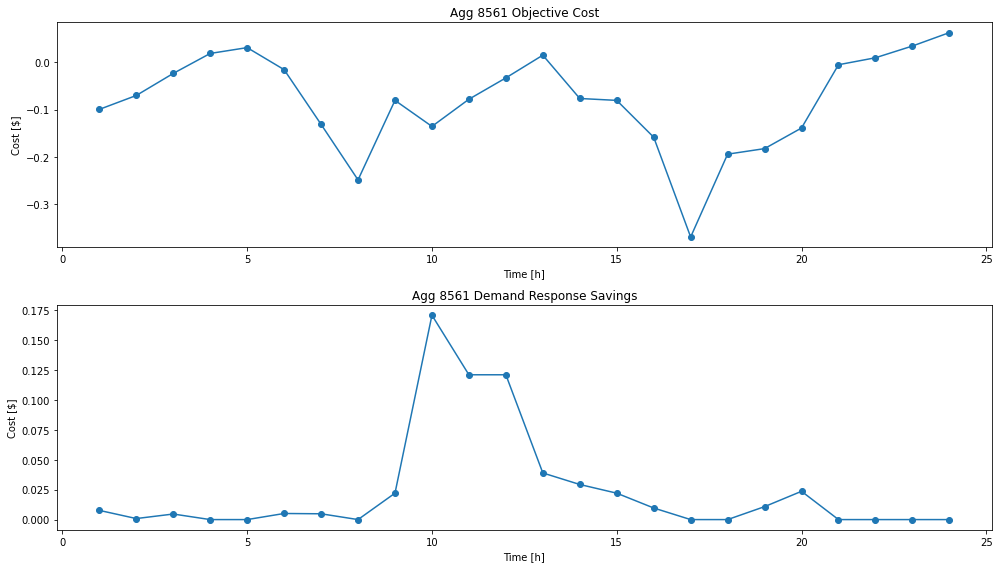 Agg 8561 Objective Cost
Cost [$]
0.0
−0.1
−0.2
−0.3
0 5 10 15 20 25
Time [h]
Agg 8561 Demand Response Savings
Cost [$]
0.175
0.150
0.125
0.100
0.075
0.050
0.025
0.000
0 5 10 15 20 25
Time [h]